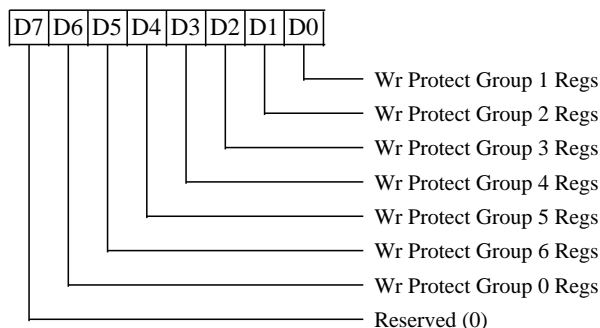 D7 D6 D5 D4 D3 D2 D1 D0
Wr Protect Group 1 Regs
Wr Protect Group 2 Regs
Wr Protect Group 3 Regs
Wr Protect Group 4 Regs
Wr Protect Group 5 Regs
Wr Protect Group 6 Regs
Wr Protect Group 0 Regs
Reserved (0)